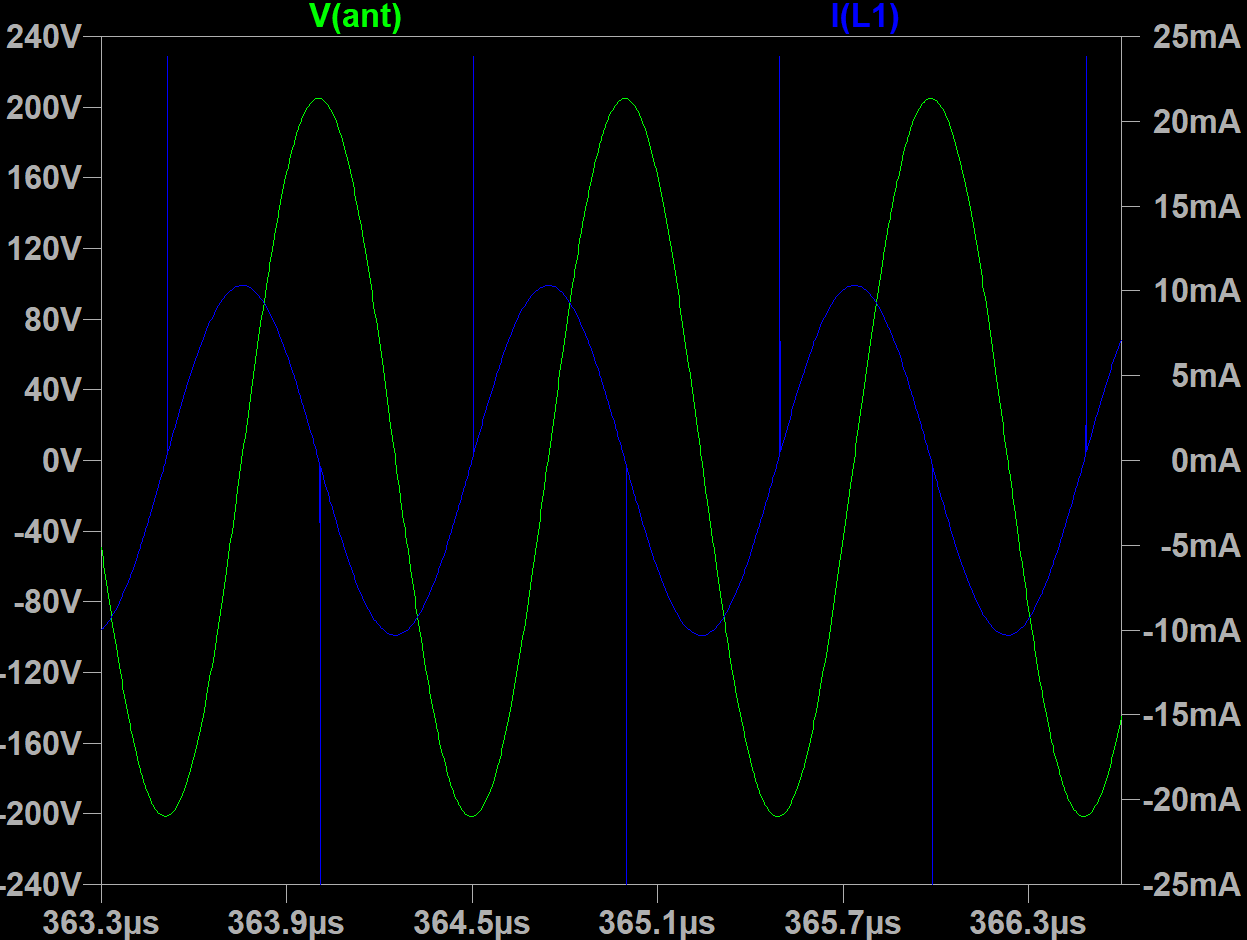 V(ant) I(L1)
240V 25mA
200V 20mA
160V 15mA
120V 10mA
80V 5mA
40V 0mA
0V -5mA
-40V -10mA
-80V -15mA
-120V -20mA
-160V -25mA
-200V
-240V
363.3µs 363.9µs 364.5µs 365.1µs 365.7µs 366.3µs